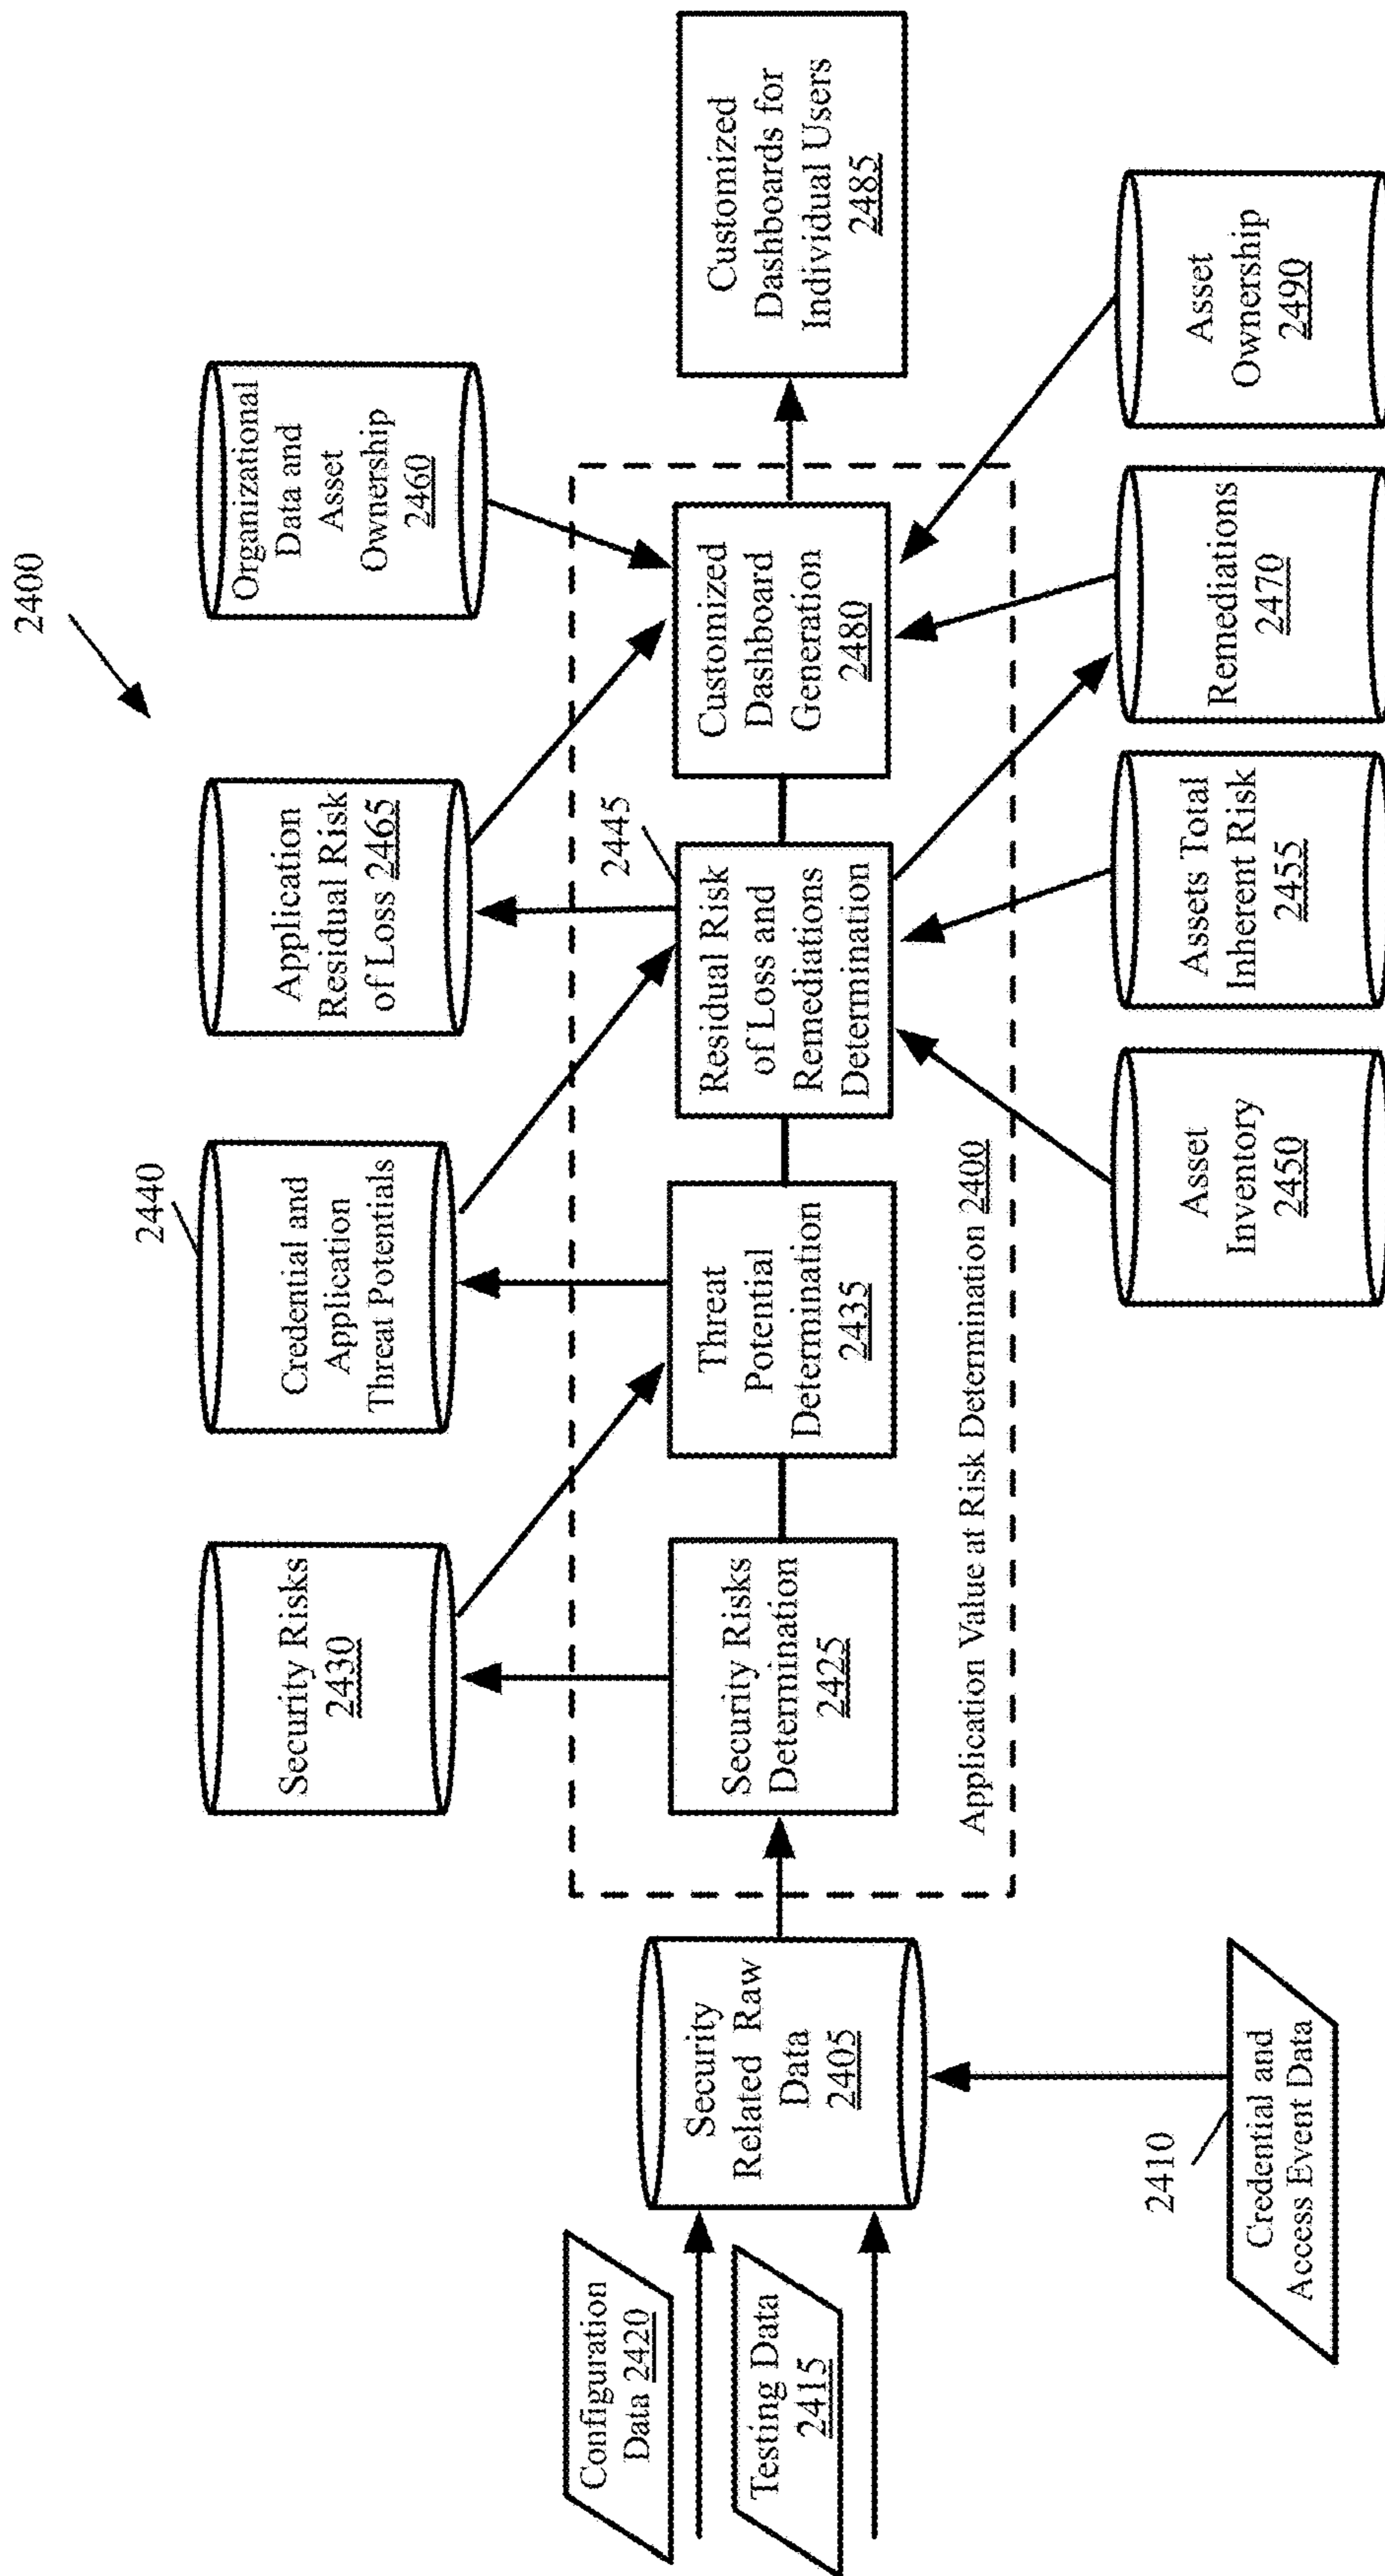 2400
Security Risks
2430
2440
Credential and
Application
Threat Potentials
Application
Residual Risk
of Loss 2465
Organizational
Data and
Asset
Ownership
2460
Configuration
Data 2420
Testing Data
2415
Security
Related Raw
Data
2405
Security Risks
Determination
2425
Threat
Potential
Determination
2435
2445
Residual Risk
of Loss and
Remediations
Determination
Customized
Dashboard
Generation
2480
Customized
Dashboards for
Individual Users
2485
Application Value at Risk Determination 2400
2410
Credential and
Access Event Data
Asset
Inventory
2450
Assets Total
Inherent Risk
2455
Remediations
2470
Asset
Ownership
2490